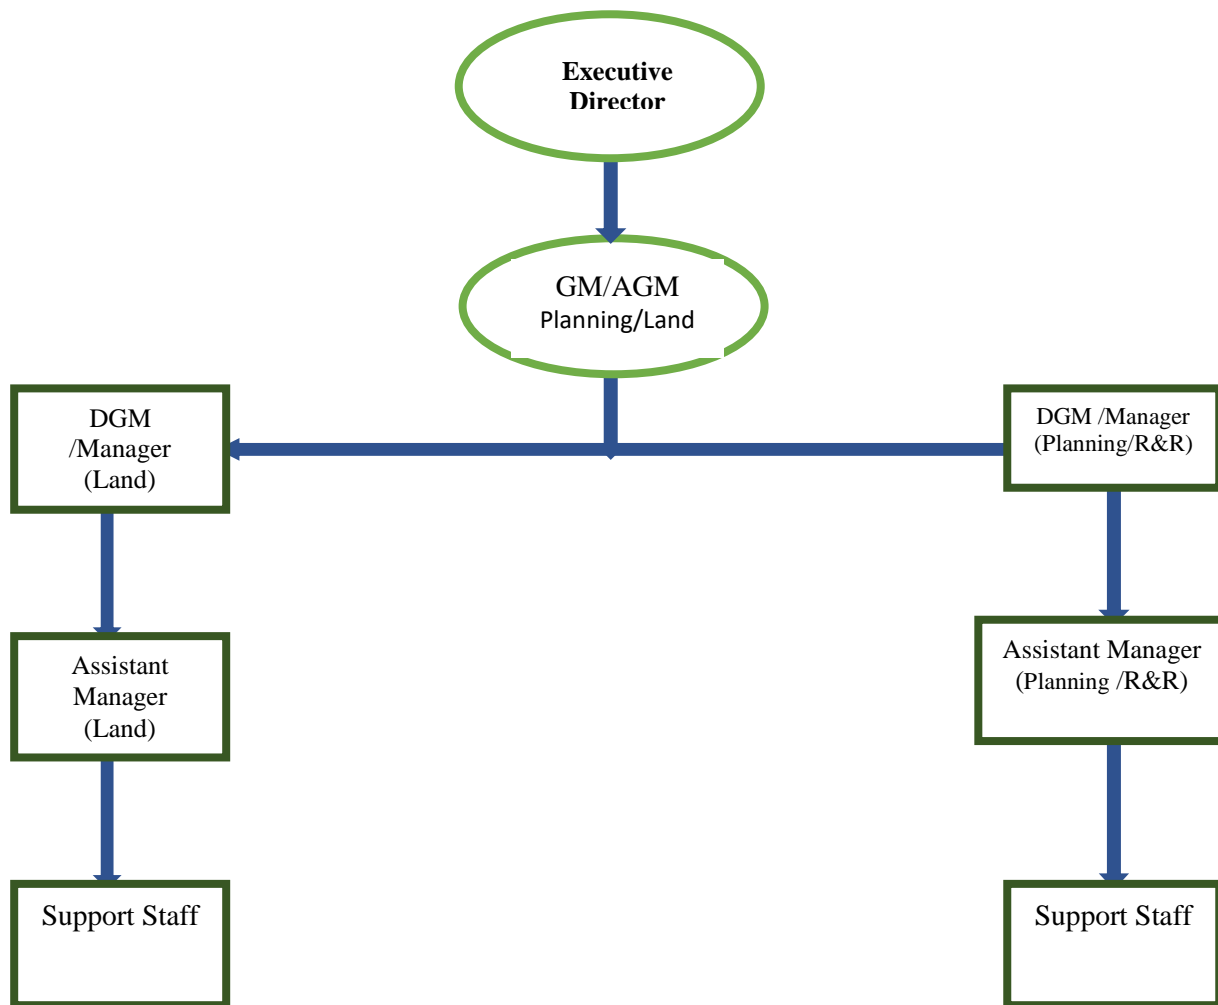 Executive
Director
GM/AGM
Planning/Land
DGM
/Manager
(Land)
DGM /Manager
(Planning/R&R)
Assistant
Manager
(Land)
Assistant Manager
(Planning /R&R)
Support Staff
Support Staff